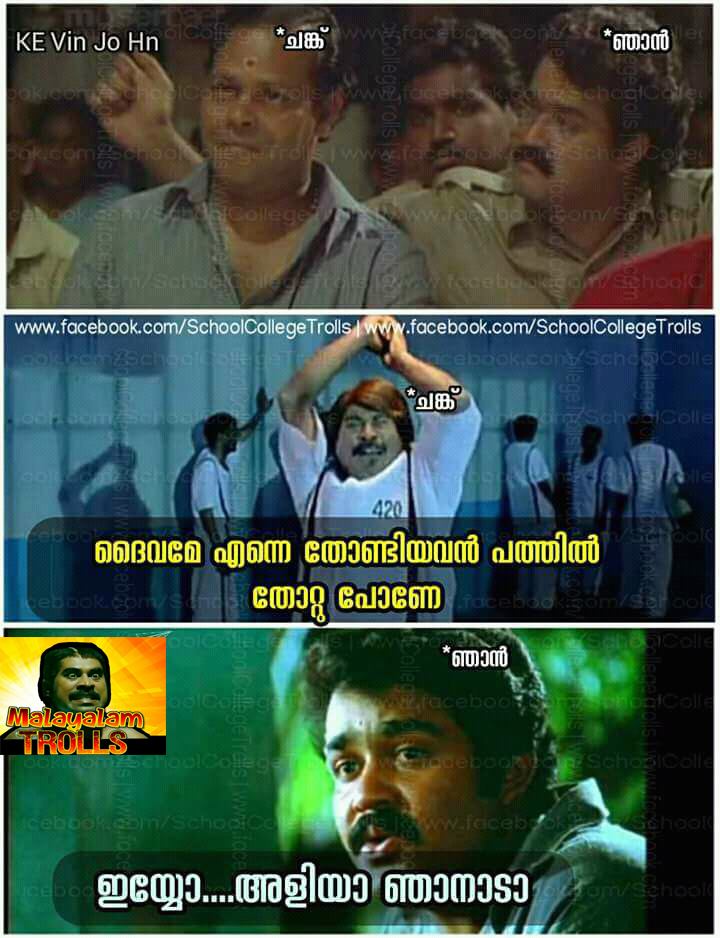 KE Vin Jo Hn
*ചങ്ക്
*ഞാൻ
www.facebook.com/SchoolCollegeTrolls | www.facebook.com/SchoolCollegeTrolls
*ചങ്ക്
420
ദൈവമേ എന്നെ തോണ്ടിയവൻ പത്തിൽ
തോറ്റു പോണേ
Malayalam
TROLLS
*ഞാൻ
ഇയ്യോ....അളിയാ ഞാനാടാ